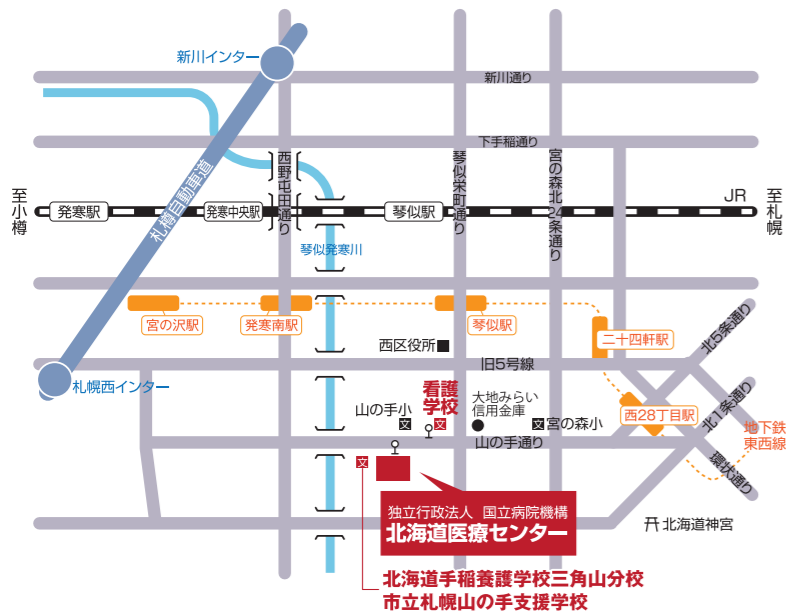 新川インター
新川通り
下手稲通り
札樽自動車道
西野屯田通り
琴似栄町通り
宮の森北24条通り
至小樽
発寒駅
発寒中央駅
琴似駅
JR
至札幌
琴似発寒川
宮の沢駅
発寒南駅
琴似駅
二十四軒駅
北5条通り
西区役所
旧5号線
札幌西インター
看護
学校
山の手小
文
文
大地みらい
信用金庫
文
宮の森小
西28丁目駅
北1条通り
地下鉄
東西線
山の手通り
環状通り
文
独立行政法人 国立病院機構
北海道医療センター
北海道神宮
北海道手稲養護学校三角山分校
市立札幌山の手支援学校